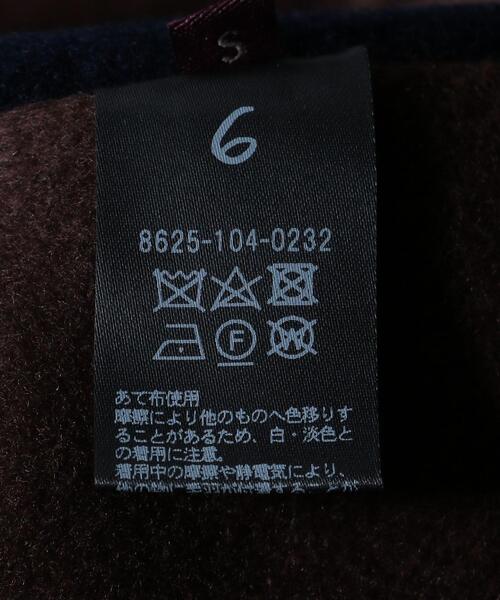 S
6
8625-104-0232
F
W
あて布使用
摩擦により他のものへ色移りす
ることがあるため、白・淡色と
の着用に注意。
着用中の摩擦や静電気により、